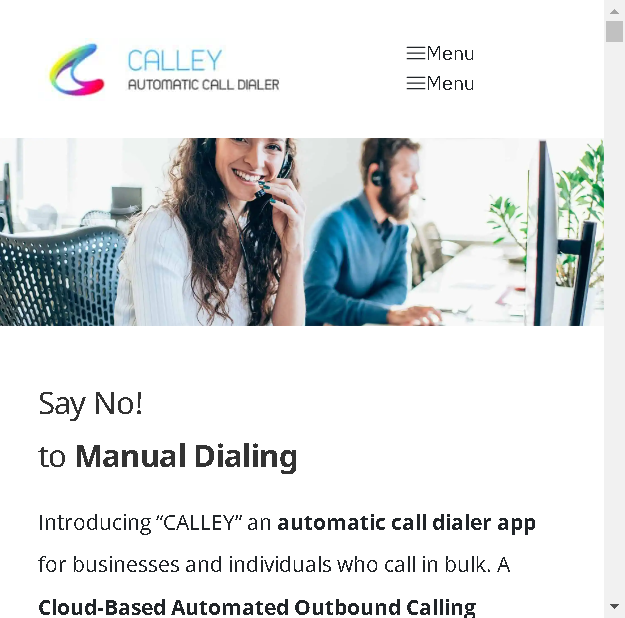 CALLEY
AUTOMATIC CALL DIALER
Menu
Menu
Say No!
to Manual Dialing
Introducing “CALLEY” an automatic call dialer app
for businesses and individuals who call in bulk. A
Cloud-Based Automated Outbound Calling